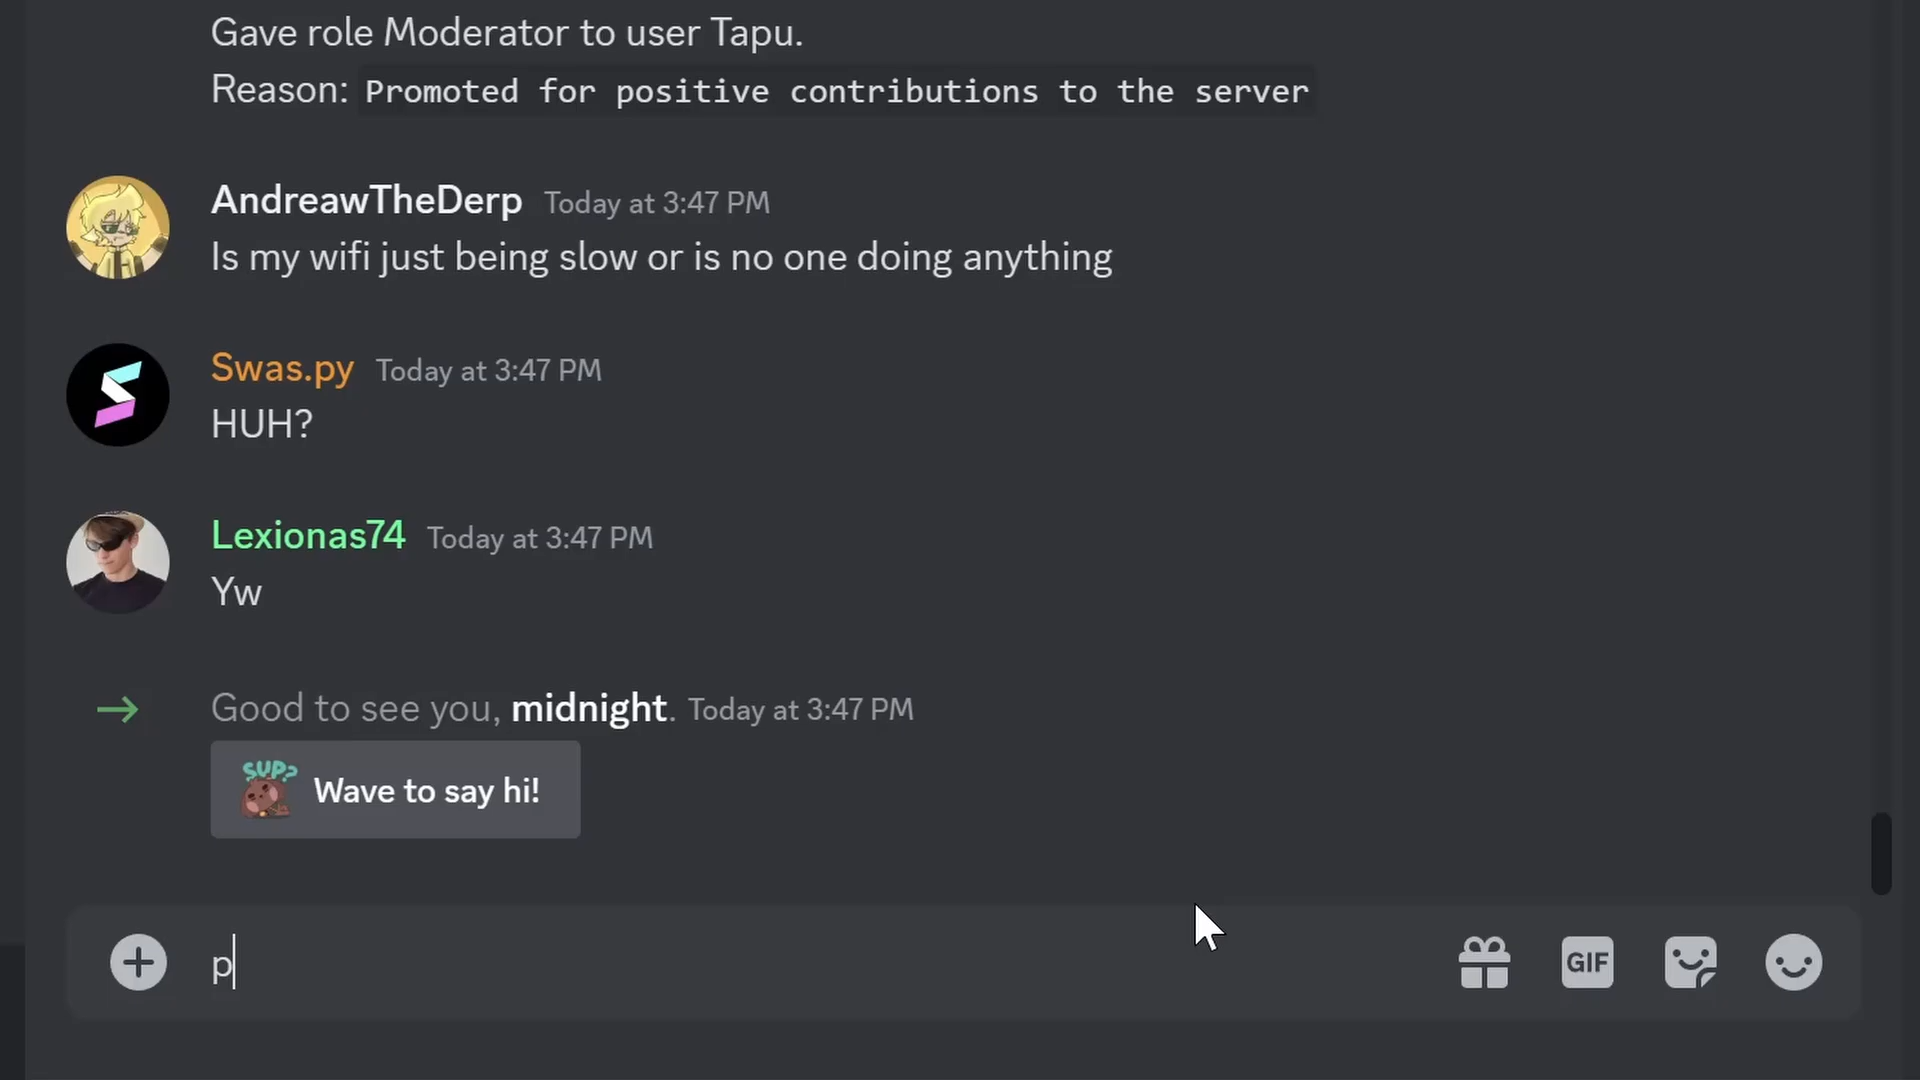 Gave role Moderator to user Tapu.
Reason: Promoted for positive contributions to the server
AndreawTheDerp Today at 3:47 PM
Is my wifi just being slow or is no one doing anything
Swas.py Today at 3:47 PM
HUH?
Lexionas74 Today at 3:47 PM
Yw
Good to see you, midnight. Today at 3:47 PM
SUP?
Wave to say hi!
p
GIF